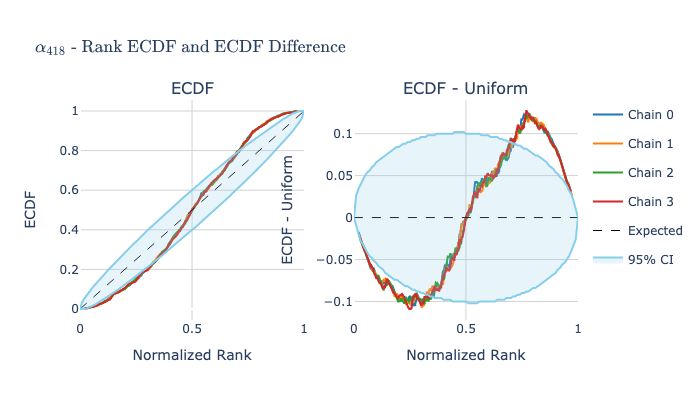 α418 - Rank ECDF and ECDF Difference
ECDF
ECDF - Uniform
ECDF
1
0.8
0.6
0.4
0.2
0
0
0.5
1
Normalized Rank
ECDF - Uniform
0.1
0.05
0
−0.05
−0.1
0
0.5
1
Normalized Rank
Chain 0
Chain 1
Chain 2
Chain 3
Expected
95% CI